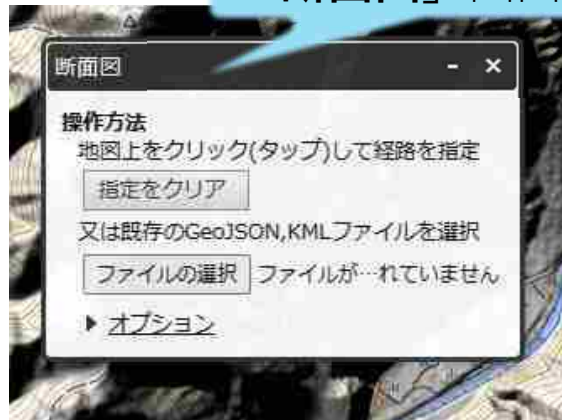 断面図
操作方法
地図上をクリック(タップ)して経路を指定
指定をクリア
又は既存のGeoJSON,KMLファイルを選択
ファイルの選択 ファイルが…れていません
▶ オプション